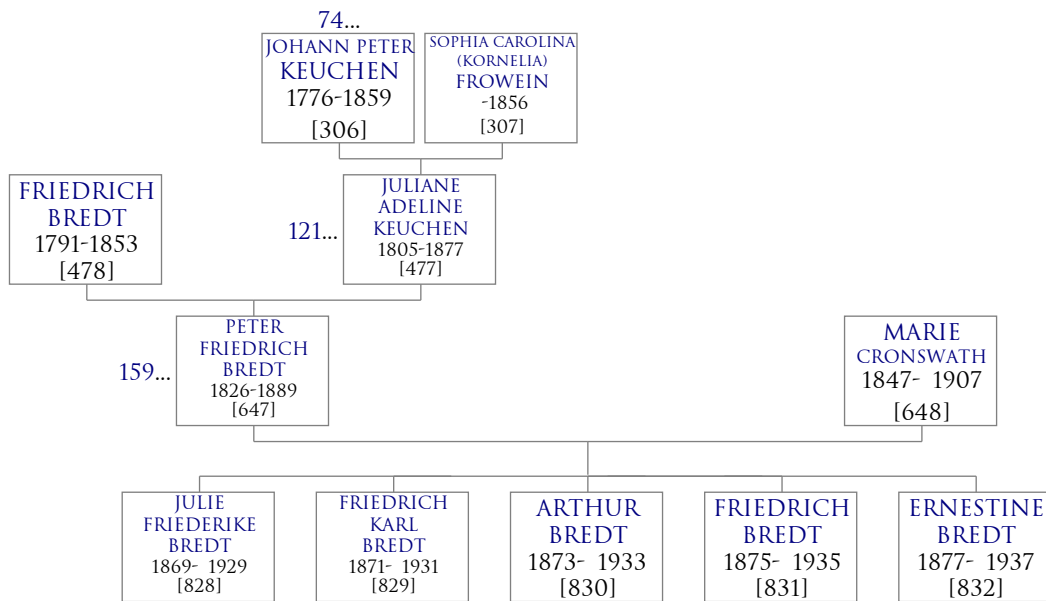 74...
JOHANN PETER
KEUCHEN
1776-1859
[306]
SOPHIA CAROLINA
(KORNELIA)
FROWEIN
-1856
[307]
FRIEDRICH
BREDT
1791-1853
[478]
121...
JULIANE
ADELINE
KEUCHEN
1805-1877
[477]
159...
PETER
FRIEDRICH
BREDT
1826-1889
[647]
MARIE
CRONSWATH
1847- 1907
[648]
JULIE
FRIEDERIKE
BREDT
1869- 1929
[828]
FRIEDRICH
KARL
BREDT
1871- 1931
[829]
ARTHUR
BREDT
1873- 1933
[830]
FRIEDRICH
BREDT
1875- 1935
[831]
ERNESTINE
BREDT
1877- 1937
[832]